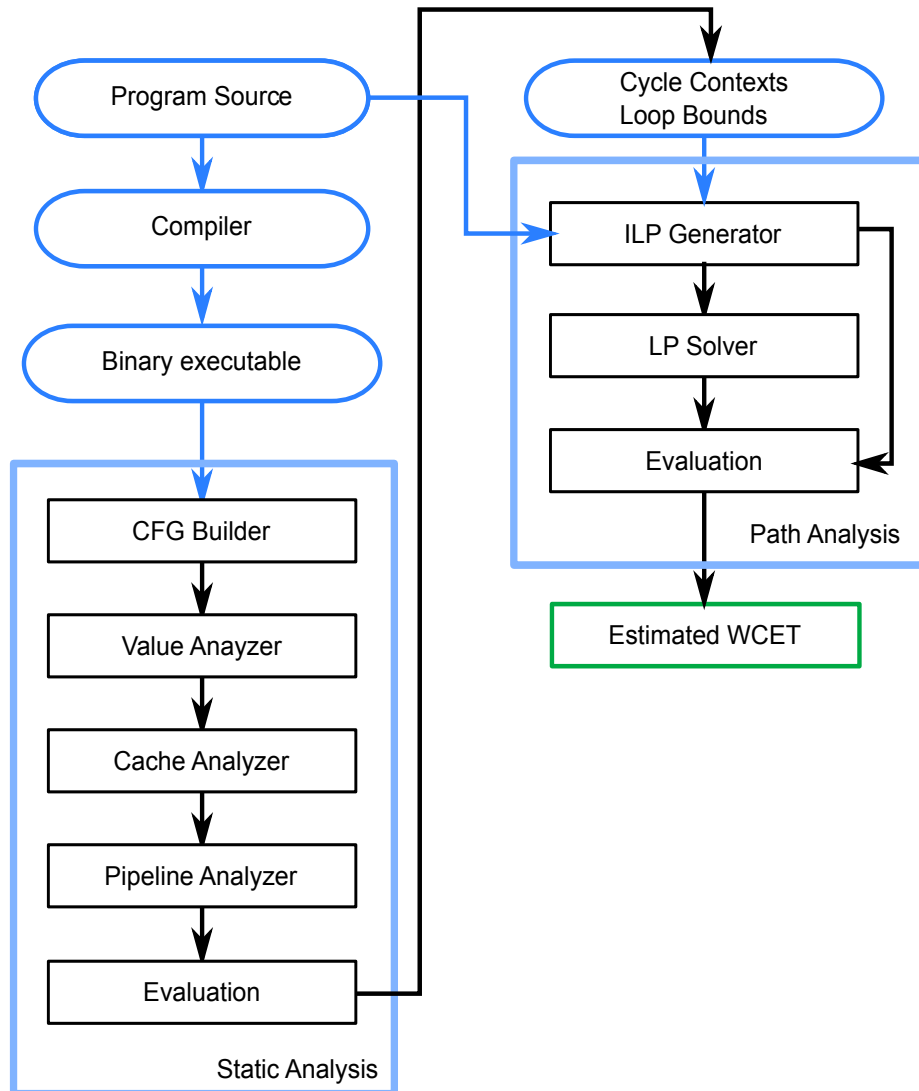 Program Source
Compiler
Binary executable
CFG Builder
Value Anayzer
Cache Analyzer
Pipeline Analyzer
Evaluation
Static Analysis
Cycle Contexts
Loop Bounds
ILP Generator
LP Solver
Evaluation
Path Analysis
Estimated WCET